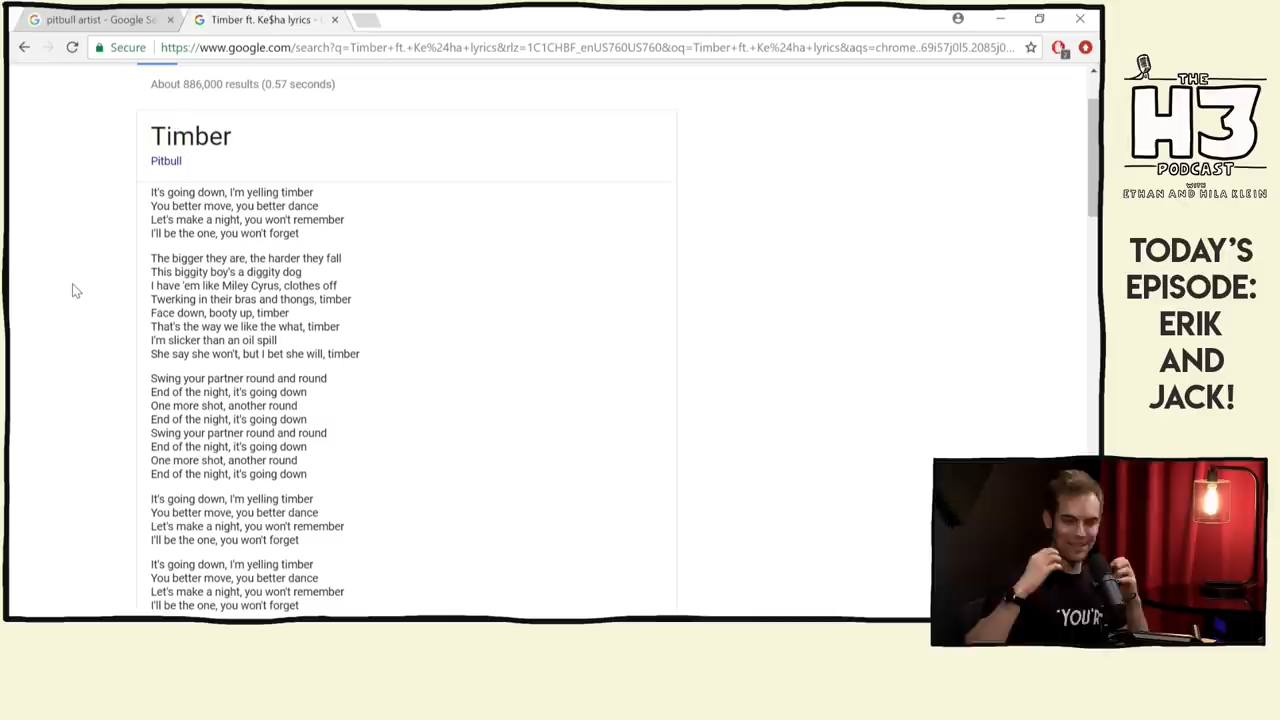 pitbull artist - Google Se
Timber ft. Ke$ha lyrics -
Secure
https://www.google.com/search?q=Timber+ft.+Ke%24ha+lyrics&rlz=1C1CHBF_enUS760US760&oq=Timber+ft.+Ke%24ha+lyrics&aqs=chrome..69i57j0l5.2085j0...
About 886,000 results (0.57 seconds)
Timber
Pitbull
It's going down, I'm yelling timber
You better move, you better dance
Let's make a night, you won't remember
I'll be the one, you won't forget
The bigger they are, the harder they fall
This biggity boy's a diggity dog
I have 'em like Miley Cyrus, clothes off
Twerking in their bras and thongs, timber
Face down, booty up, timber
That's the way we like the what, timber
I'm slicker than an oil spill
She say she won't, but I bet she will, timber
Swing your partner round and round
End of the night, it's going down
One more shot, another round
End of the night, it's going down
Swing your partner round and round
End of the night, it's going down
One more shot, another round
End of the night, it's going down
It's going down, I'm yelling timber
You better move, you better dance
Let's make a night, you won't remember
I'll be the one, you won't forget
It's going down, I'm yelling timber
You better move, you better dance
Let's make a night, you won't remember
I'll be the one, you won't forget
THE
H3
PODCAST
WITH
ETHAN AND HILA KLEIN
TODAY'S
EPISODE:
ERIK
AND
JACK!
"YOU'R